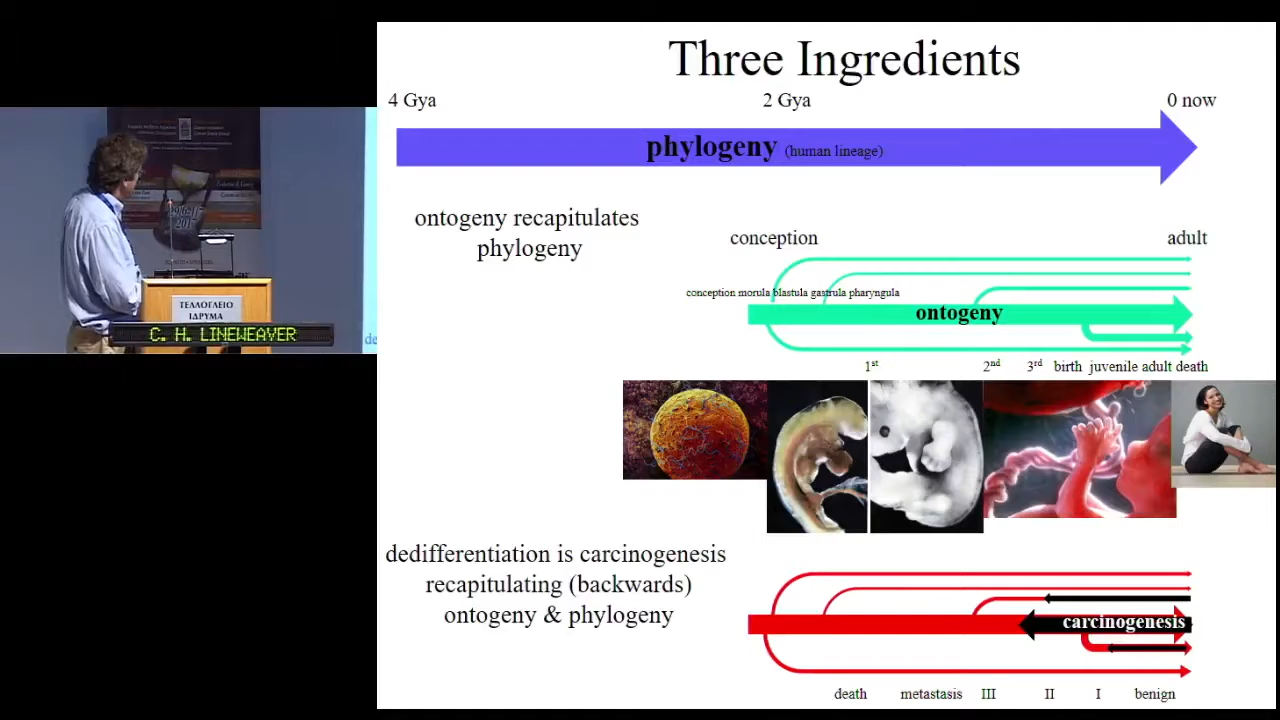 Three Ingredients
4 Gya
2 Gya
0 now
phylogeny (human lineage)
ontogeny recapitulates
phylogeny
conception
adult
conception morula blastula gastrula pharyngula
ontogeny
1st
2nd
3rd
birth
juvenile adult death
ΤΕΛΛΟΓΛΕΙΟ
ΙΔΡΥΜΑ
C. H. LINEWEAVER
de
dedifferentiation is carcinogenesis
recapitulating (backwards)
ontogeny & phylogeny
carcinogenesis
death
metastasis
III
II
I
benign